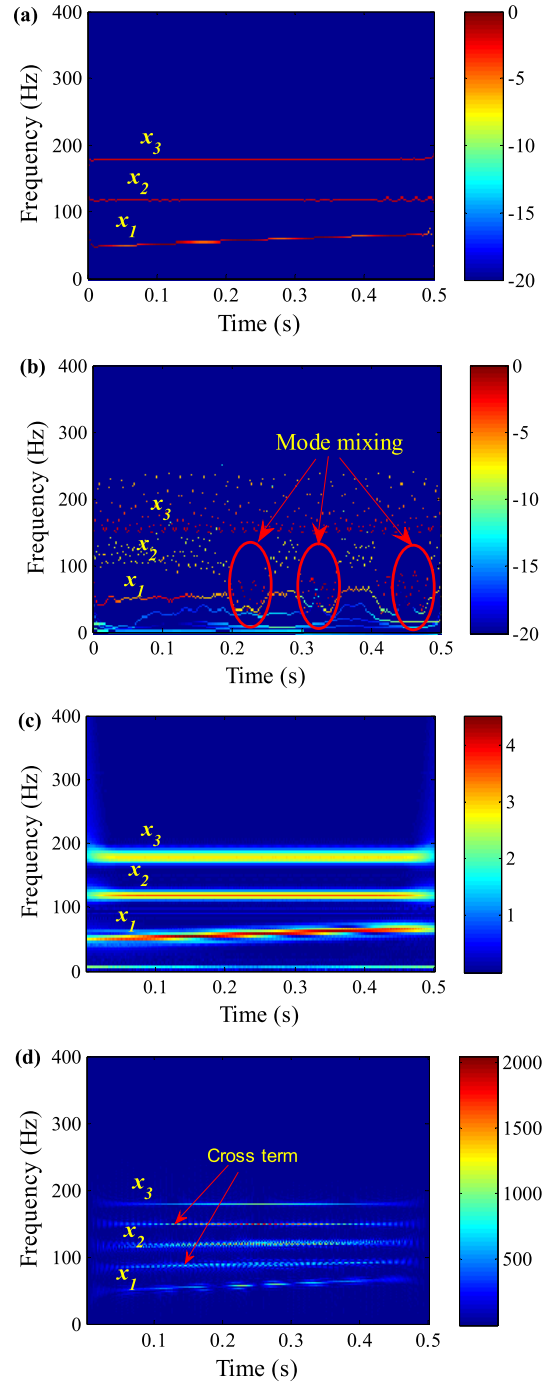 (a)
400
300
200
100
0
Frequency (Hz)
x3
x2
x1
0 0.1 0.2 0.3 0.4 0.5
Time (s)
0
-5
-10
-15
-20
(b)
400
300
200
100
0
Frequency (Hz)
Mode mixing
x3
x2
x1
0 0.1 0.2 0.3 0.4 0.5
Time (s)
0
-5
-10
-15
-20
(c)
400
300
200
100
0
Frequency (Hz)
x3
x2
x1
0.1 0.2 0.3 0.4 0.5
Time (s)
4
3
2
1
(d)
400
300
200
100
0
Frequency (Hz)
Cross term
x3
x2
x1
0.1 0.2 0.3 0.4 0.5
Time (s)
2000
1500
1000
500